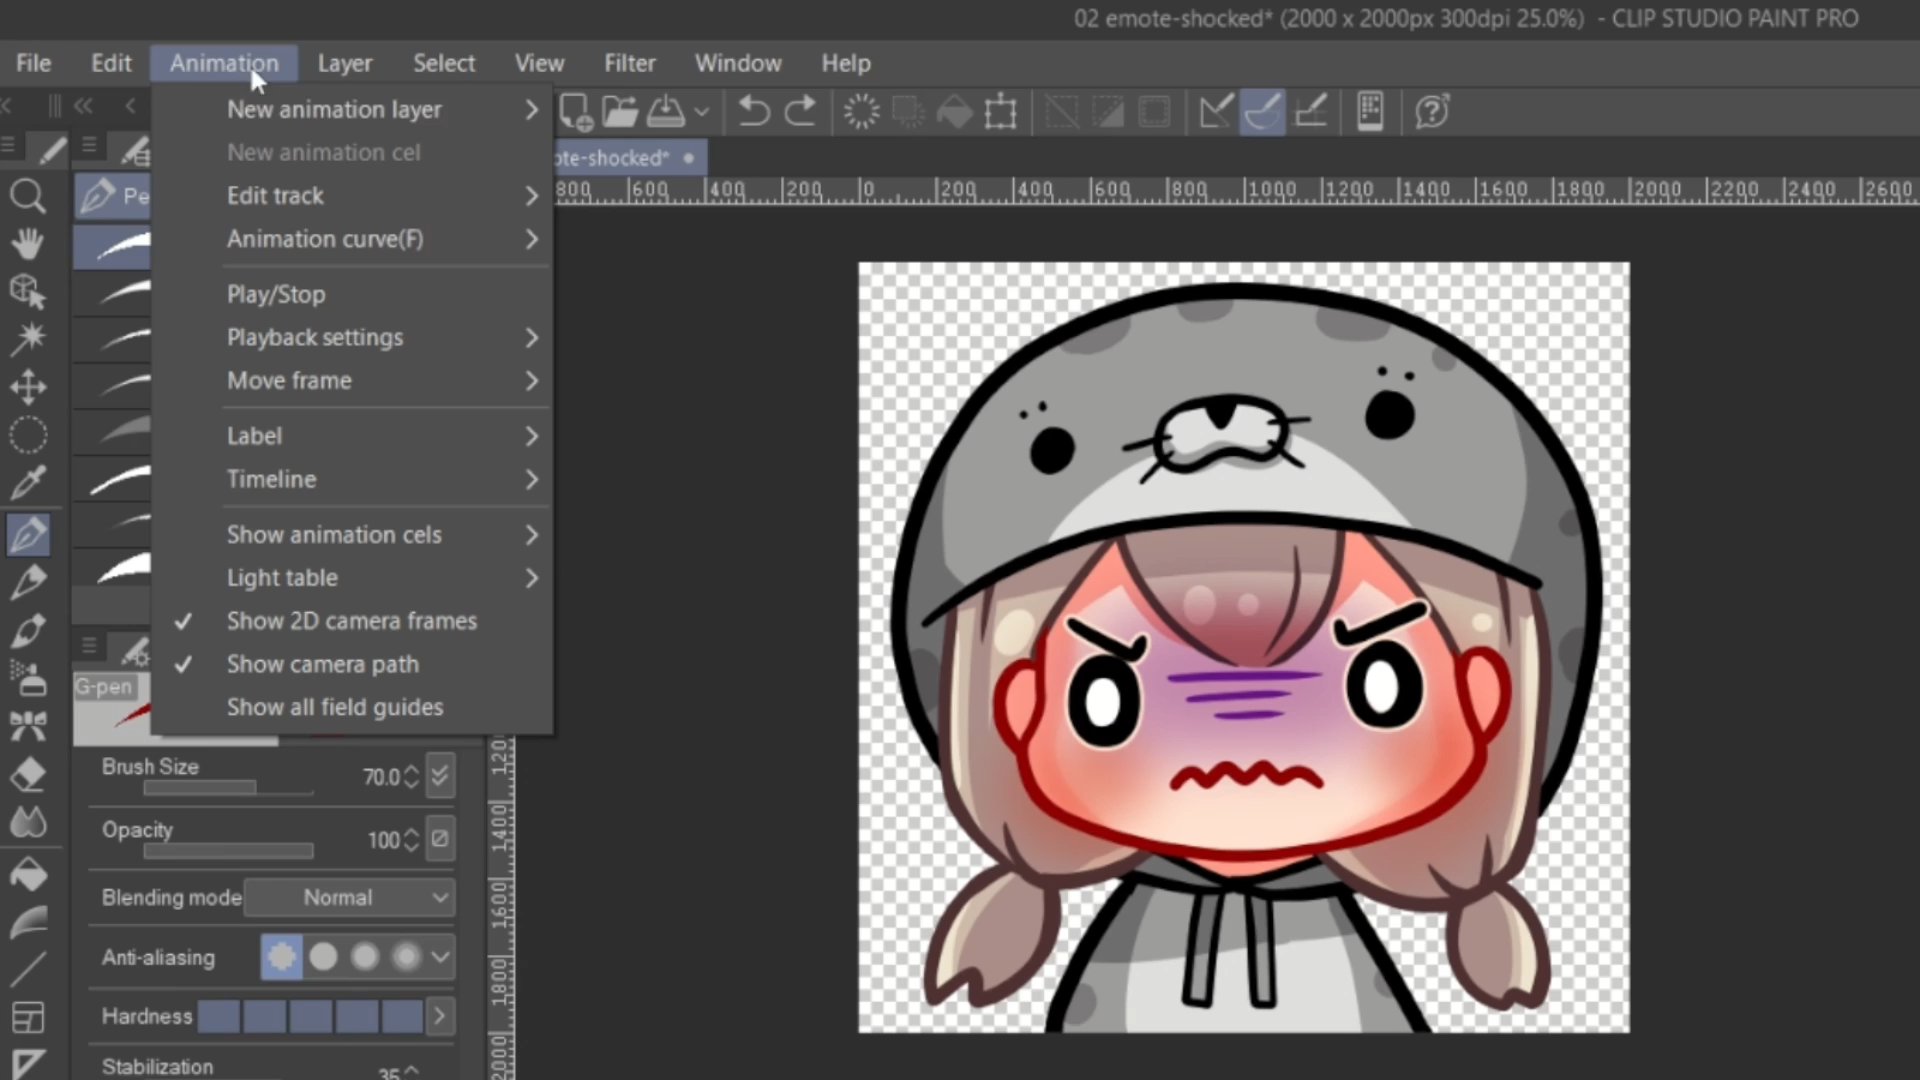 02 emote-shocked* (2000 x 2000px 300dpi 25.0%) - CLIP STUDIO PAINT PRO
File Edit Animation Layer Select View Filter Window Help
New animation layer
New animation cel
Edit track
Animation curve(F)
Play/Stop
Playback settings
Move frame
Label
Timeline
Show animation cels
Light table
Show 2D camera frames
Show camera path
Show all field guides
ote-shocked*
800 600 400 200 0 200 400 600 800 1000 1200 1400 1600 1800 2000 2200 2400 2600
Pe
G-pen
Brush Size 70.0
Opacity 100
Blending mode Normal
Anti-aliasing
Hardness
Stabilization 35
1200
1400
1600
1800
2000